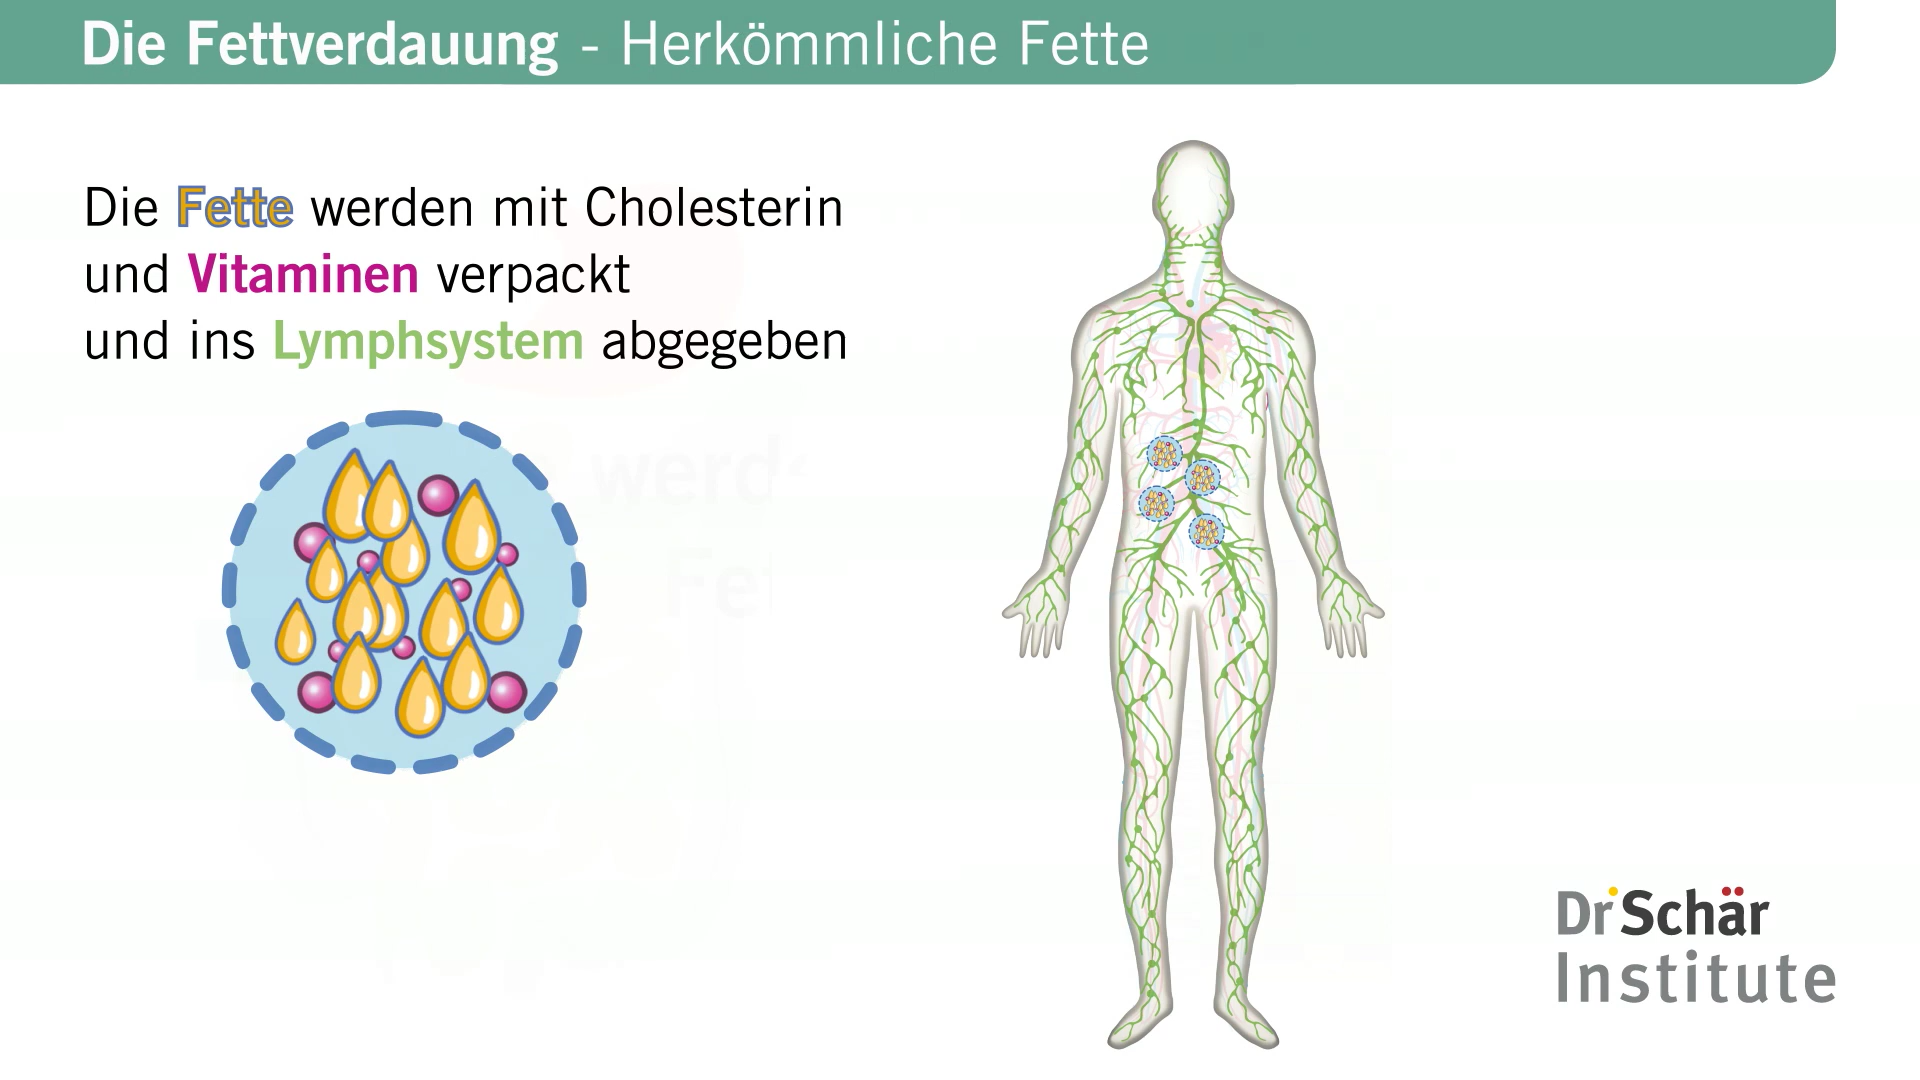 Die Fettverdauung - Herkömmliche Fette
Die Fette werden mit Cholesterin
und Vitaminen verpackt
und ins Lymphsystem abgegeben
Dr Schär
Institute